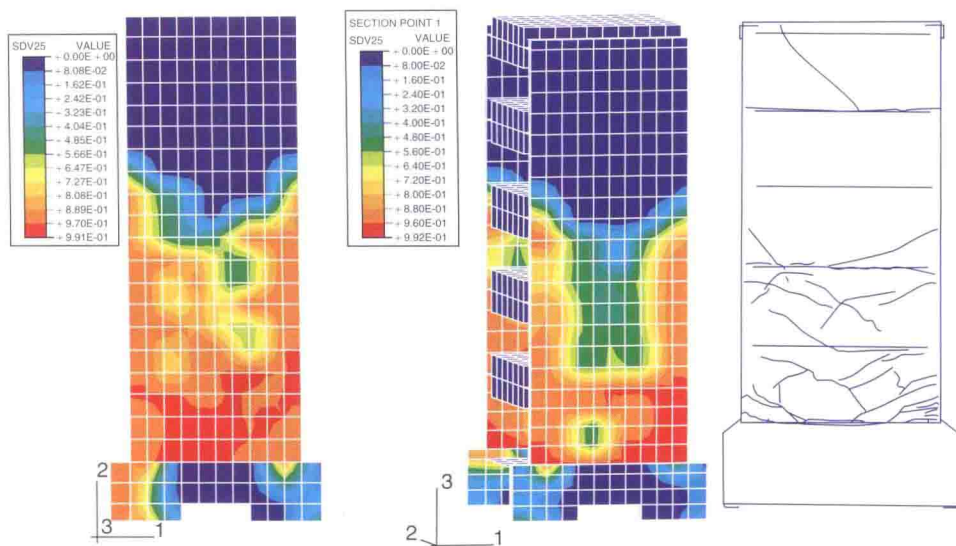 SDV25 VALUE
+0.00E+00
+8.08E-02
+1.62E-01
+2.42E-01
+3.23E-01
+4.04E-01
+4.85E-01
+5.66E-01
+6.47E-01
+7.27E-01
+8.08E-01
+8.89E-01
+9.70E-01
+9.91E-01
2
3
1
SECTION POINT 1
SDV25 VALUE
+0.00E+00
+8.00E-02
+1.60E-01
+2.40E-01
+3.20E-01
+4.00E-01
+4.80E-01
+5.60E-01
+6.40E-01
+7.20E-01
+8.00E-01
+8.80E-01
+9.60E-01
+9.92E-01
3
2
1